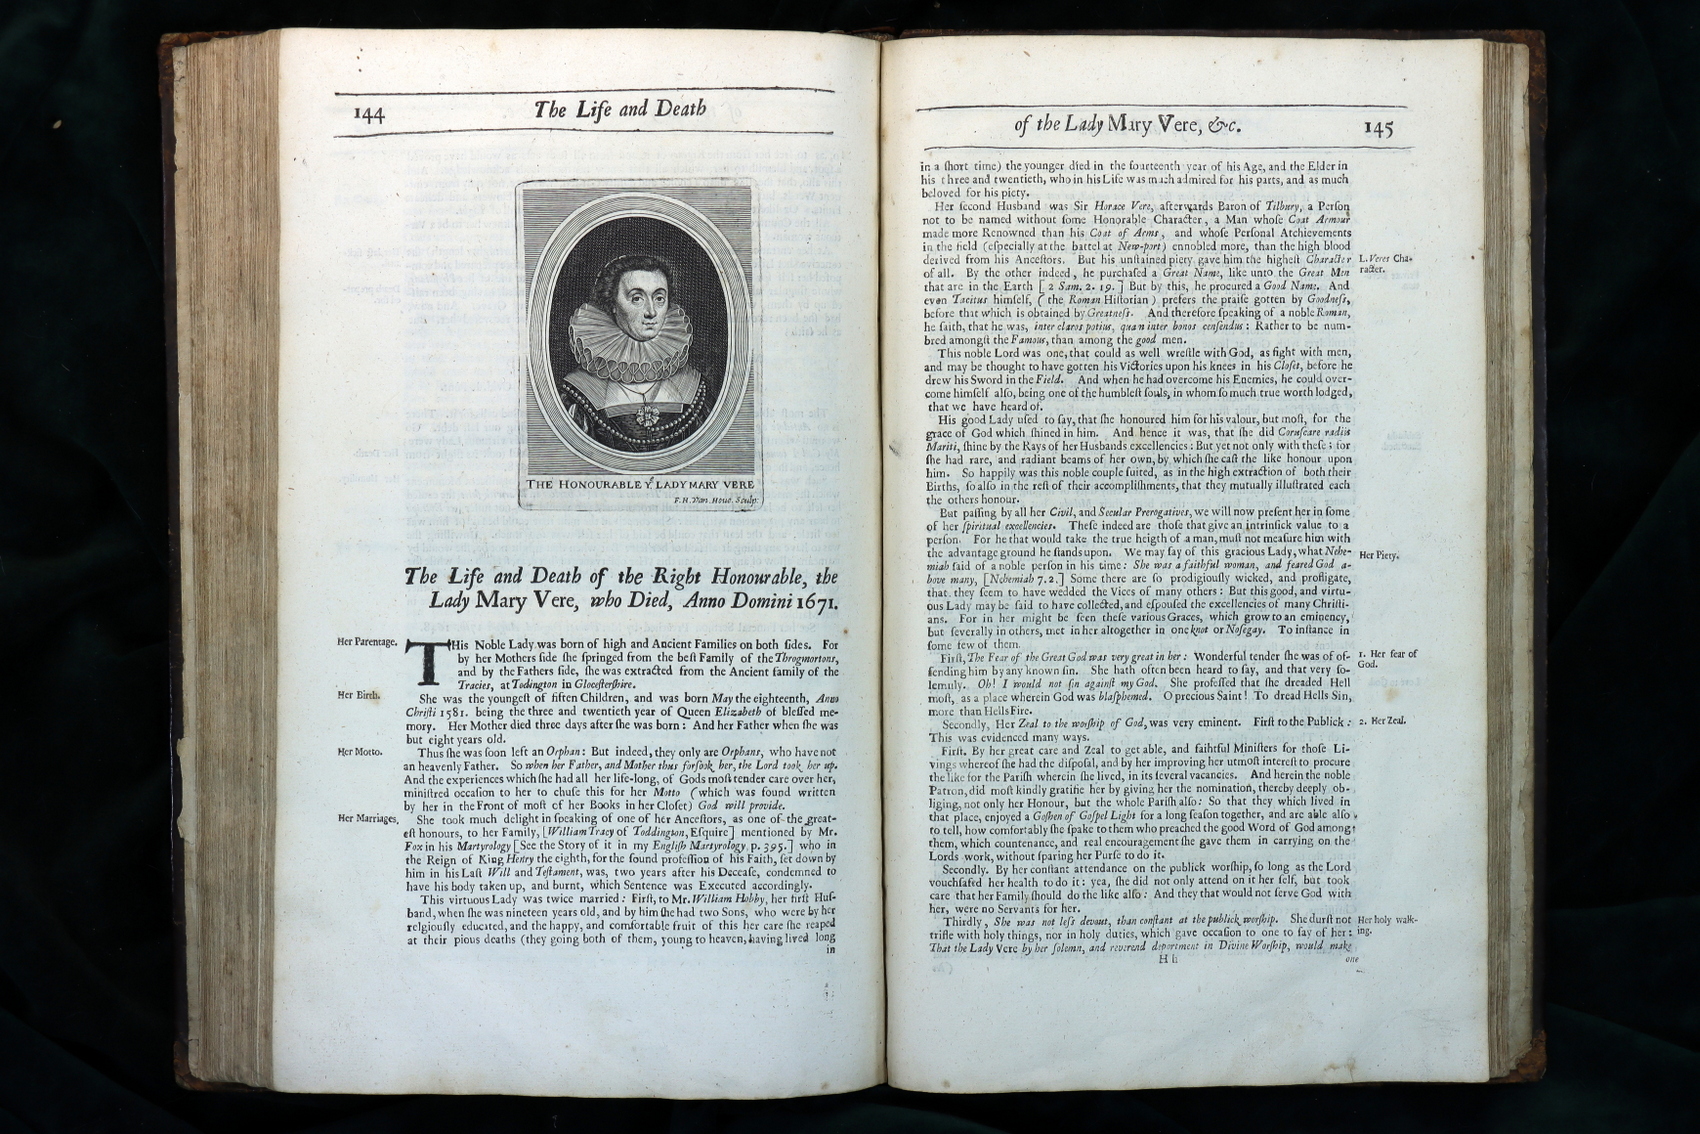 144
The Life and Death
THE HONOURABLE Yᵉ LADY MARY VERE
F. H. Van. Houe. Sculp:
The Life and Death of the Right Honourable, the
Lady Mary Vere, who Died, Anno Domini 1671.
Her Parentage.
THis Noble Lady was born of high and Ancient Families on both sides. For
by her Mothers side ſhe ſpringed from the beſt Family of the Throgmortons,
and by the Fathers ſide, ſhe was extracted from the Ancient family of the
Tracies, at Todington in Gloceſterſhire.
Her Birth.
She was the youngeſt of fifteen Children, and was born May the eighteenth, Anno
Chriſti 1581. being the three and twentieth year of Queen Elizabeth of bleſſed me-
mory. Her Mother died three days after ſhe was born: And her Father when ſhe was
but eight years old.
Her Motto.
Thus ſhe was ſoon left an Orphan: But indeed, they only are Orphans, who have not
an heavenly Father. So when her Father, and Mother thus forſook her, the Lord took her up.
And the experiences which ſhe had all her life-long, of Gods moſt tender care over her,
miniſtred occaſion to her to chuſe this for her Motto (which was found written
by her in the Front of moſt of her Books in her Cloſet) God will provide.
Her Marriages.
She took much delight in ſpeaking of one of her Anceſtors, as one of the great-
eſt honours, to her Family, [William Tracy of Toddington, Eſquire] mentioned by Mr.
Fox in his Martyrology [See the Story of it in my Engliſh Martyrology p. 395.] who in
the Reign of King Henry the eighth, for the ſound profeſſion of his Faith, ſet down by
him in his Laſt Will and Teſtament, was, two years after his Deceaſe, condemned to
have his body taken up, and burnt, which Sentence was Executed accordingly.
This virtuous Lady was twice married: Firſt, to Mr. William Hobby, her firſt Huſ-
band, when ſhe was nineteen years old, and by him ſhe had two Sons, who were by her
relgiouſly educated, and the happy, and comfortable fruit of this her care ſhe reaped
at their pious deaths (they going both of them, young to heaven, having lived long
in
of the Lady Mary Vere, &c.
145
in a ſhort time) the younger died in the fourteenth year of his Age, and the Elder in
his three and twentieth, who in his Life was much admired for his parts, and as much
beloved for his piety.
Her ſecond Husband was Sir Horace Vere, afterwards Baron of Tilbury, a Perſon
not to be named without ſome Honorable Character, a Man whoſe Coat Armour
made more Renowned than his Coat of Arms, and whoſe Perſonal Atchievements
in the field (eſpecially at the battel at New-port) ennobled more, than the high blood
derived from his Anceſtors. But his unſtained piety gave him the higheſt Character
L. Veres Cha-
racter.
of all. By the other indeed, he purchaſed a Great Name, like unto the Great Men
that are in the Earth [2 Sam. 2. 19.] But by this, he procured a Good Name. And
even Tacitus himſelf, (the Roman Hiſtorian) prefers the praiſe gotten by Goodneſs,
before that which is obtained by Greatneſs. And therefore ſpeaking of a noble Roman,
he ſaith, that he was, inter claros potius, quan inter bonos cenſendus: Rather to be num-
bred amongſt the Famous, than among the good men.
This noble Lord was one, that could as well wreſtle with God, as fight with men,
and may be thought to have gotten his Victories upon his knees in his Cloſet, before he
drew his Sword in the Field. And when he had overcome his Enemies, he could over-
come himſelf alſo, being one of the humbleſt ſouls, in whom ſo much true worth lodged,
that we have heard of.
His good Lady uſed to ſay, that ſhe honoured him for his valour, but moſt, for the
grace of God which ſhined in him. And hence it was, that ſhe did Coruſcare radiis
Mariti, ſhine by the Rays of her Husbands excellencies: But yet not only with theſe: for
ſhe had rare, and radiant beams of her own, by which ſhe caſt the like honour upon
him. So happily was this noble couple ſuited, as in the high extraction of both their
Births, ſo alſo in the reſt of their accompliſhments, that they mutually illuſtrated each
the others honour.
But paſſing by all her Civil, and Secular Prerogatives, we will now preſent her in ſome
of her ſpiritual excellencies. Theſe indeed are thoſe that give an intrinſick value to a
perſon. For he that would take the true heigth of a man, muſt not meaſure him with
the advantage ground he ſtands upon. We may ſay of this gracious Lady, what Nehe-
Her Piety.
miah ſaid of a noble perſon in his time: She was a faithful woman, and feared God a-
bove many, [Nehemiah 7. 2.] Some there are ſo prodigiouſly wicked, and profligate,
that they ſeem to have wedded the Vices of many others: But this good, and virtu-
ous Lady may be ſaid to have collected, and eſpouſed the excellencies of many Chriſti-
ans. For in her might be ſeen theſe various Graces, which grow to an eminency,
but ſeverally in others, met in her altogether in one knot or Noſegay. To inſtance in
ſome few of them.
Firſt, The Fear of the Great God was very great in her: Wonderful tender ſhe was of of-
1. Her fear of
God.
fending him by any known ſin. She hath often been heard to ſay, and that very ſo-
lemnly. Oh! I would not ſin againſt my God. She profeſſed that ſhe dreaded Hell
moſt, as a place wherein God was blaſphemed. O precious Saint! To dread Hells Sin,
more than Hells Fire.
Secondly, Her Zeal to the worſhip of God, was very eminent. Firſt to the Publick:
2. Her Zeal.
This was evidenced many ways.
Firſt. By her great care and Zeal to get able, and faithful Miniſters for thoſe Li-
vings whereof ſhe had the diſpoſal, and by her improving her utmoſt intereſt to procure
the like for the Pariſh wherein ſhe lived, in its ſeveral vacancies. And herein the noble
Patron, did moſt kindly gratifie her by giving her the nomination, thereby deeply ob-
liging, not only her Honour, but the whole Pariſh alſo: So that they which lived in
that place, enjoyed a Goſhen of Goſpel Light for a long ſeaſon together, and are able alſo
to tell, how comfortably ſhe ſpake to them who preached the good Word of God among
them, which countenance, and real encouragement ſhe gave them in carrying on the
Lords work, without ſparing her Purſe to do it.
Secondly. By her conſtant attendance on the publick worſhip, ſo long as the Lord
vouchſafed her health to do it: yea, ſhe did not only attend on it her ſelf, but took
care that her Family ſhould do the like alſo: And they that would not ſerve God with
her, were no Servants for her.
Thirdly, She was not leſs devout, than conſtant at the publick worſhip. She durſt not
Her holy walk-
ing.
trifle with holy things, nor in holy duties, which gave occaſion to one to ſay of her:
That the Lady Vere by her ſolemn, and reverend deportment in Divine Worſhip, would make
H h
one